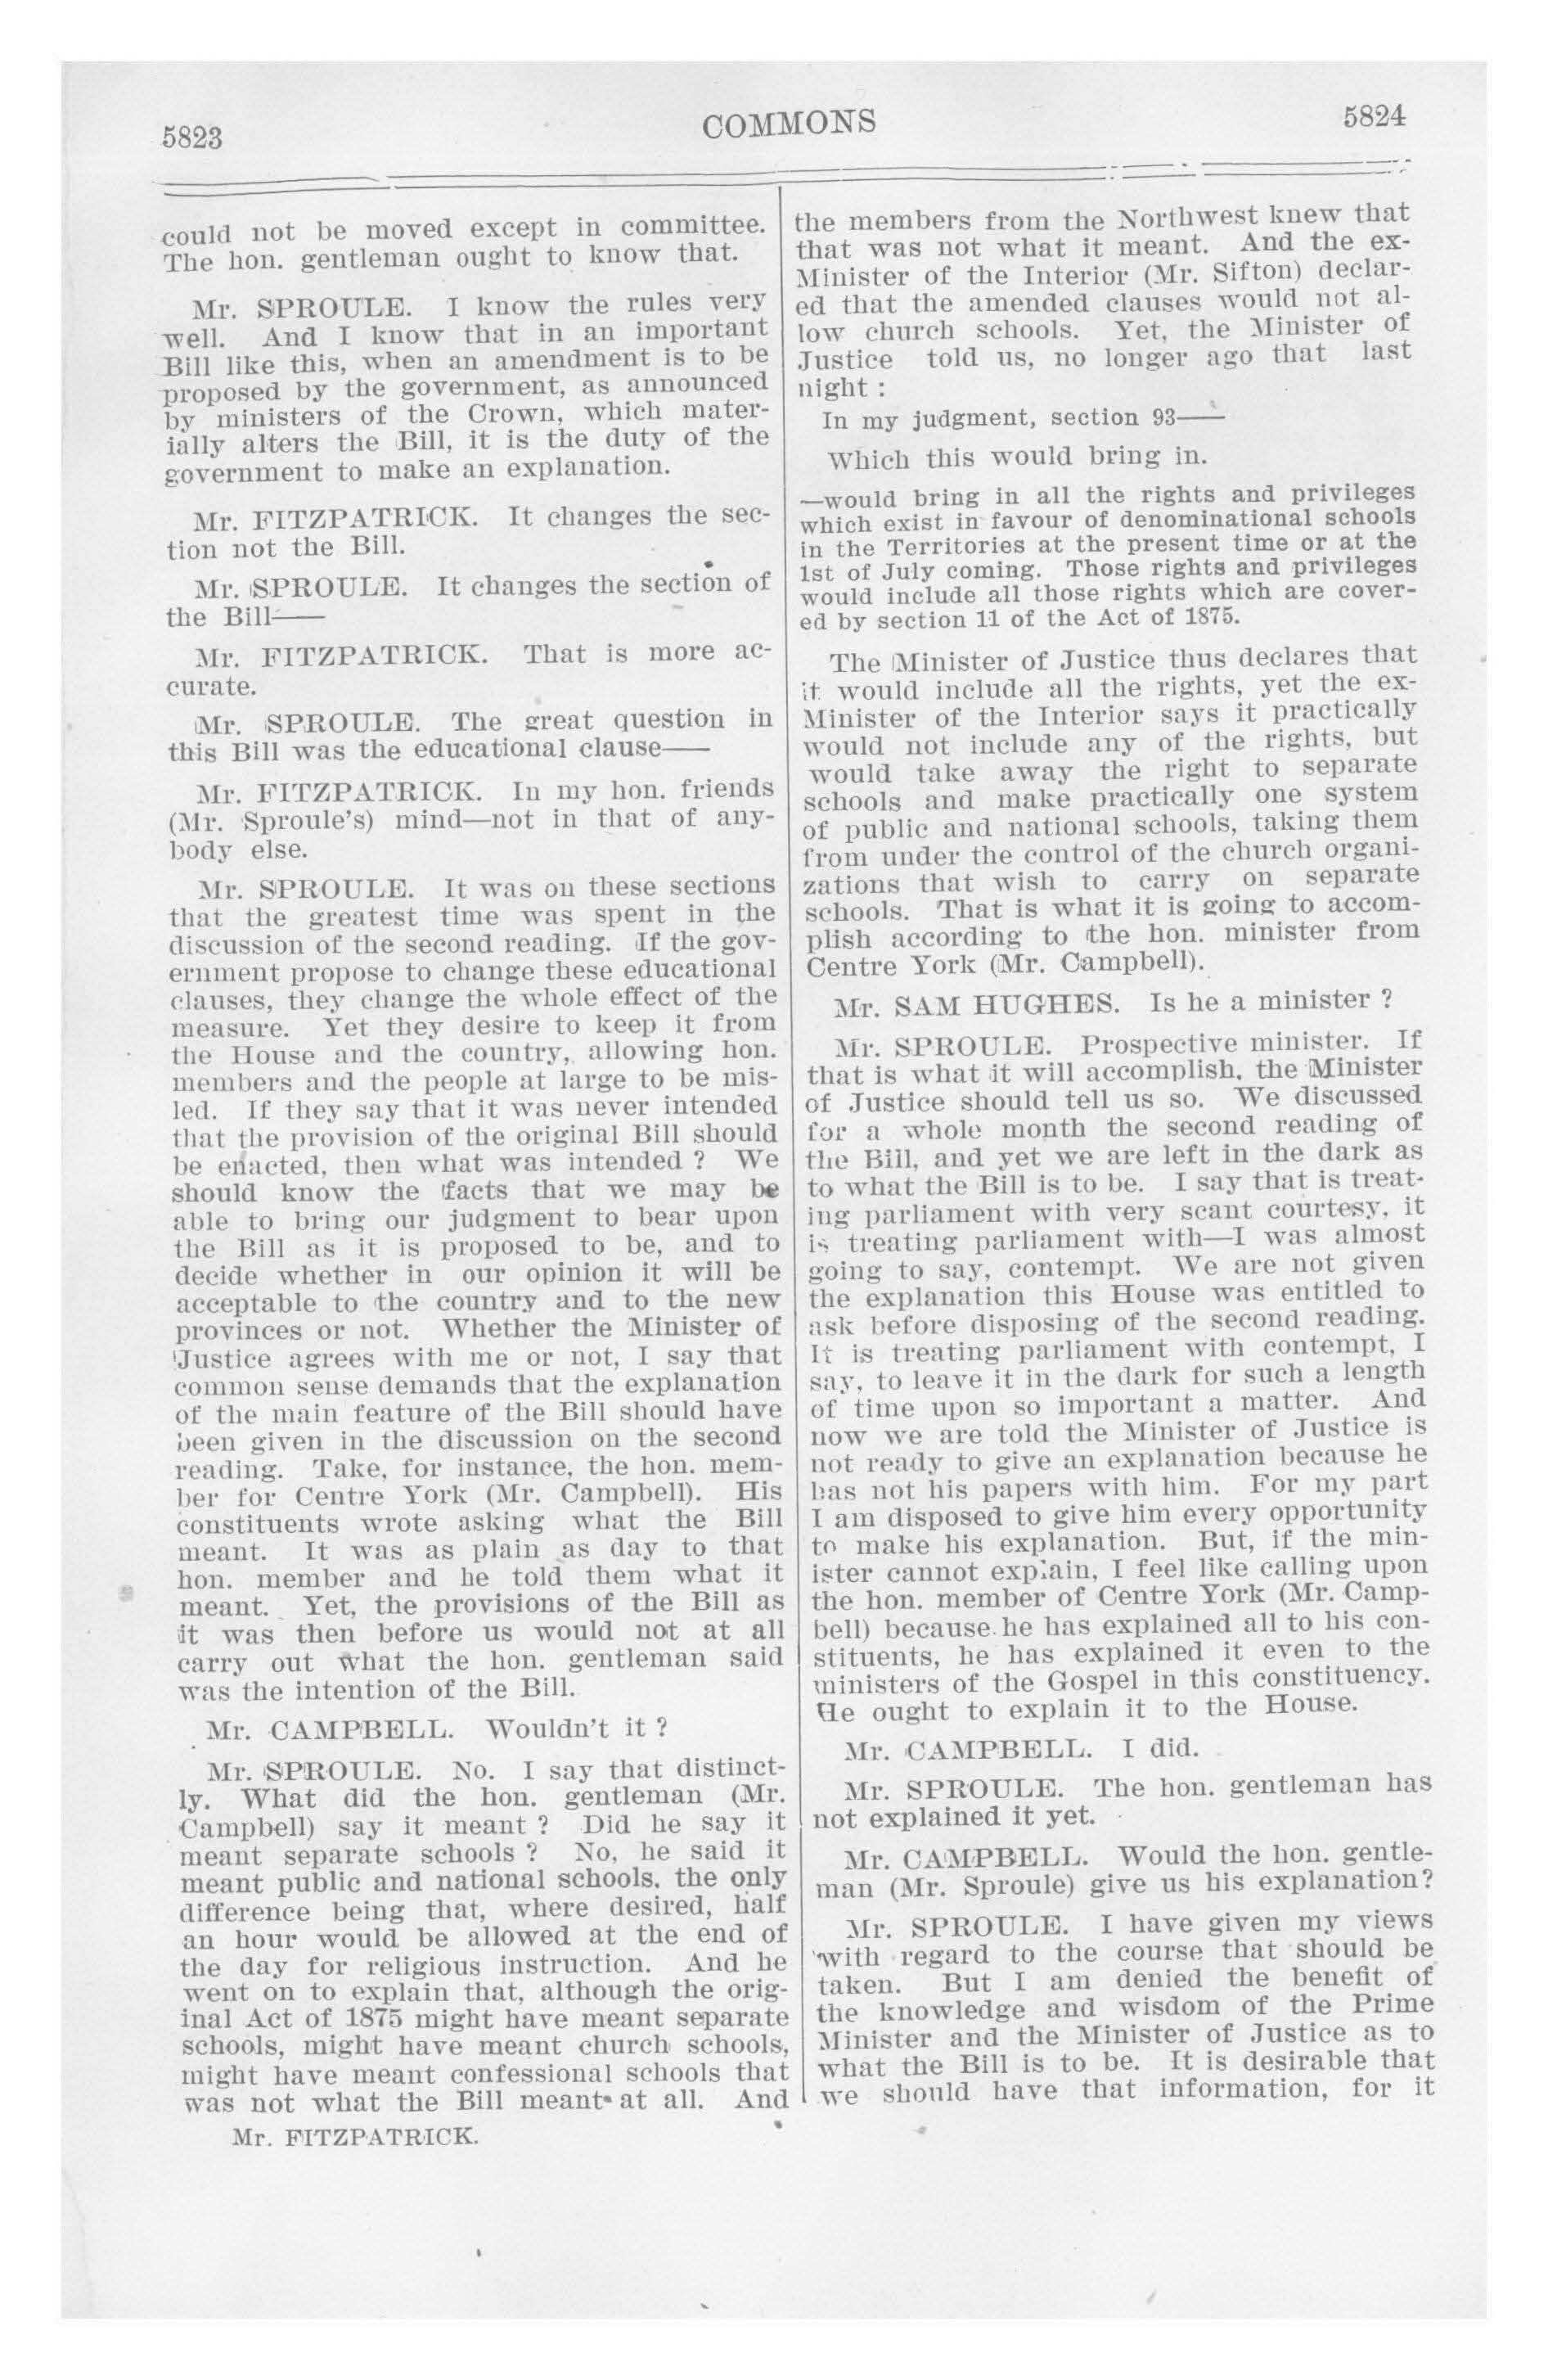 5823
COMMONS
5824
could not be moved except in committee.
The hon. gentleman ought to know that.
Mr. SPROULE. I know the rules very
well. And I know that in an important
Bill like this, when an amendment is to be
proposed by the government, as announced
by ministers of the Crown, which mater-
ially alters the Bill, it is the duty of the
government to make an explanation.
Mr. FITZPATRICK. It changes the sec-
tion not the Bill.
Mr. SPROULE. It changes the section of
the Bill——
Mr. FITZPATRICK. That is more ac-
curate.
Mr. SPROULE. The great question in
this Bill was the educational clause——
Mr. FITZPATRICK. In my hon. friends
(Mr. Sproule's) mind—not in that of any-
body else.
Mr. SPROULE. It was on these sections
that the greatest time was spent in the
discussion of the second reading. If the gov-
ernment propose to change these educational
clauses, they change the whole effect of the
measure. Yet they desire to keep it from
the House and the country, allowing hon.
members and the people at large to be mis-
led. If they say that it was never intended
that the provision of the original Bill should
be enacted, then what was intended ? We
should know the facts that we may be
able to bring our judgment to bear upon
the Bill as it is proposed to be, and to
decide whether in our opinion it will be
acceptable to the country and to the new
provinces or not. Whether the Minister of
Justice agrees with me or not, I say that
common sense demands that the explanation
of the main feature of the Bill should have
been given in the discussion on the second
reading. Take, for instance, the hon. mem-
ber for Centre York (Mr. Campbell). His
constituents wrote asking what the Bill
meant. It was as plain as day to that
hon. member and he told them what it
meant. Yet, the provisions of the Bill as
it was then before us would not at all
carry out what the hon. gentleman said
was the intention of the Bill.
Mr. CAMPBELL. Wouldn't it ?
Mr. SPROULE. No. I say that distinct-
ly. What did the hon. gentleman (Mr.
Campbell) say it meant ? Did he say it
meant separate schools ? No, he said it
meant public and national schools, the only
difference being that, where desired, half
an hour would be allowed at the end of
the day for religious instruction. And he
went on to explain that, although the orig-
inal Act of 1875 might have meant separate
schools, might have meant church schools,
might have meant confessional schools that
was not what the Bill meant at all. And
Mr. FITZPATRICK.
the members from the Northwest knew that
that was not what it meant. And the ex-
Minister of the Interior (Mr. Sifton) declar-
ed that the amended clauses would not al-
low church schools. Yet, the Minister of
Justice told us, no longer ago that last
night :
In my judgment, section 93——
Which this would bring in.
—would bring in all the rights and privileges
which exist in favour of denominational schools
in the Territories at the present time or at the
1st of July coming. Those rights and privileges
would include all those rights which are cover-
ed by section 11 of the Act of 1875.
The Minister of Justice thus declares that
it would include all the rights, yet the ex-
Minister of the Interior says it practically
would not include any of the rights, but
would take away the right to separate
schools and make practically one system
of public and national schools, taking them
from under the control of the church organi-
zations that wish to carry on separate
schools. That is what it is going to accom-
plish according to the hon. minister from
Centre York (Mr. Campbell).
Mr. SAM HUGHES. Is he a minister ?
Mr. SPROULE. Prospective minister. If
that is what it will accomplish, the Minister
of Justice should tell us so. We discussed
for a whole month the second reading of
the Bill, and yet we are left in the dark as
to what the Bill is to be. I say that is treat-
ing parliament with very scant courtesy, it
is treating parliament with—I was almost
going to say, contempt. We are not given
the explanation this House was entitled to
ask before disposing of the second reading.
It is treating parliament with contempt, I
say, to leave it in the dark for such a length
of time upon so important a matter. And
now we are told the Minister of Justice is
not ready to give an explanation because he
has not his papers with him. For my part
I am disposed to give him every opportunity
to make his explanation. But, if the min-
ister cannot explain, I feel like calling upon
the hon. member of Centre York (Mr. Camp-
bell) because he has explained all to his con-
stituents, he has explained it even to the
ministers of the Gospel in this constituency.
He ought to explain it to the House.
Mr. CAMPBELL. I did.
Mr. SPROULE. The hon. gentleman has
not explained it yet.
Mr. CAMPBELL. Would the hon. gentle-
man (Mr. Sproule) give us his explanation?
Mr. SPROULE. I have given my views
with regard to the course that should be
taken. But I am denied the benefit of
the knowledge and wisdom of the Prime
Minister and the Minister of Justice as to
what the Bill is to be. It is desirable that
we should have that information, for it